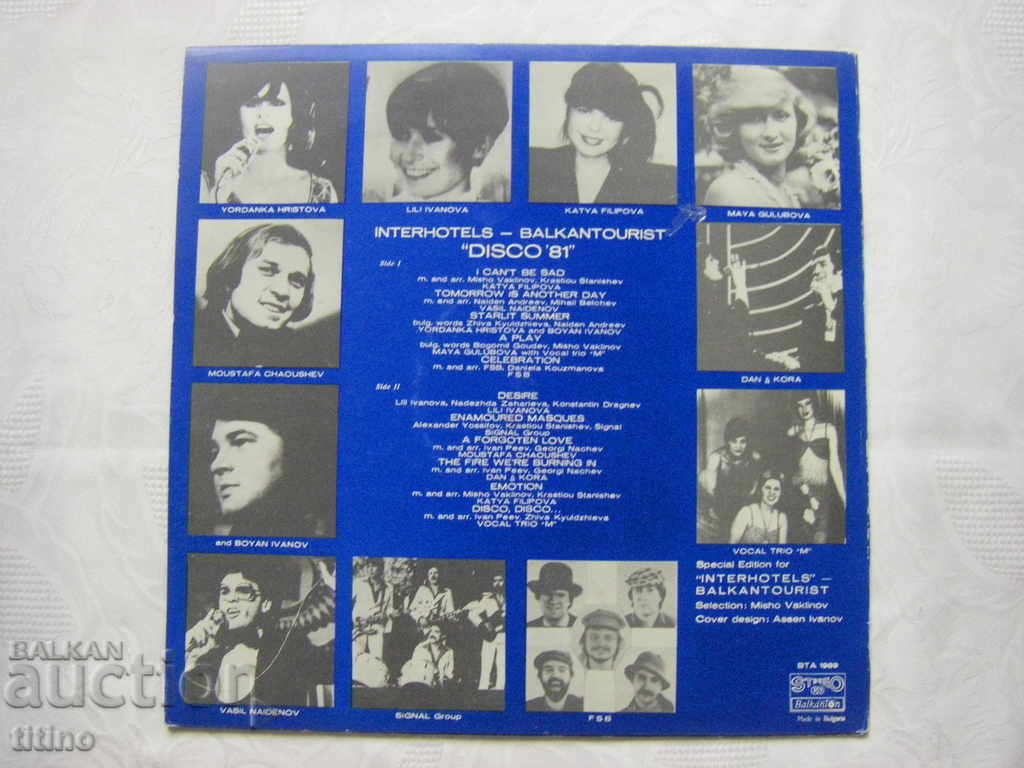 YORDANKA HRISTOVA
LILI IVANOVA
KATYA FILIPOVA
MAYA GULUBOVA
INTERHOTELS – BALKANTOURIST
"DISCO '81"
Side I
I CAN'T BE SAD
m. and arr. Misho Vaklinov, Krastiou Stanishev
KATYA FILIPOVA
TOMORROW IS ANOTHER DAY
m. and arr. Naiden Andreev, Mihail Belchev
VASIL NAIDENOV
STARLIT SUMMER
bulg. words Zhiva Kyuldzhieva, Naiden Andreev
YORDANKA HRISTOVA and BOYAN IVANOV
A PLAY
bulg. words Bogomil Goudev, Misho Vaklinov
MAYA GULUBOVA with Vocal trio "M"
CELEBRATION
m. and arr. FSB, Daniela Kouzmanova
FSB
Side II
DESIRE
Lili Ivanova, Nadezhda Zaharieva, Konstantin Dragnev
LILI IVANOVA
ENAMOURED MASQUES
Alexander Yossifov, Krastiou Stanishev, Signal
SiGNAL Group
A FORGOTEN LOVE
m. and arr. Ivan Peev, Georgi Nachev
MOUSTAFA CHAOUSHEV
THE FIRE WE'RE BURNING IN
m. and arr. Ivan Peev, Georgi Nachev
DAN & KORA
EMOTION
m. and arr. Misho Vaklinov, Krastiou Stanishev
KATYA FILIPOVA
DISCO, DISCO...
m. and arr. Ivan Peev, Zhiva Kyuldzhieva
VOCAL TRIO "M"
MOUSTAFA CHAOUSHEV
DAN & KORA
and BOYAN IVANOV
VOCAL TRIO "M"
Special Edition for
"INTERHOTELS" –
BALKANTOURIST
Selection: Misho Vaklinov
Cover design: Assen Ivanov
VASIL NAIDENOV
SiGNAL Group
FSB
BTA 1989
STEREO
Balkanton
Made in Bulgaria
BALKAN
auction
titino